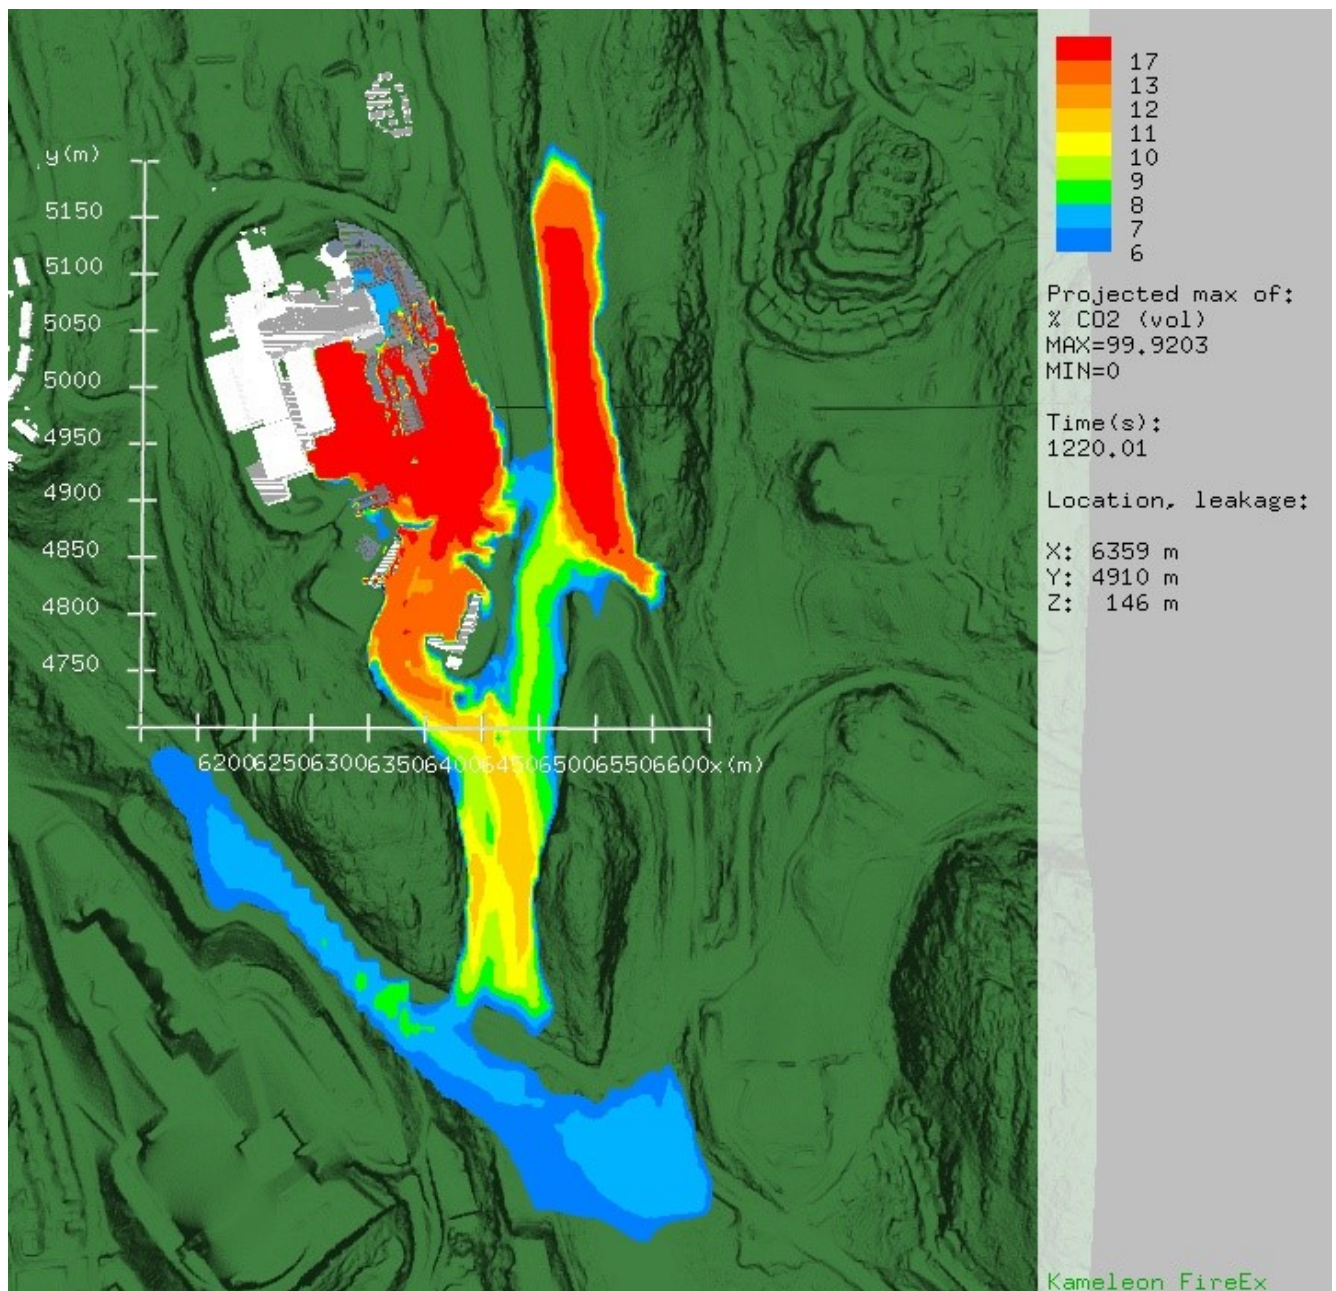 y(m)
5150
5100
5050
5000
4950
4900
4850
4800
4750
620062506300635064006450650065506600x(m)
17
13
12
11
10
9
8
7
6
Projected max of:
% CO2 (vol)
MAX=99.9203
MIN=0
Time(s):
1220.01
Location, leakage:
X: 6359 m
Y: 4910 m
Z: 146 m
Kameleon FireEx